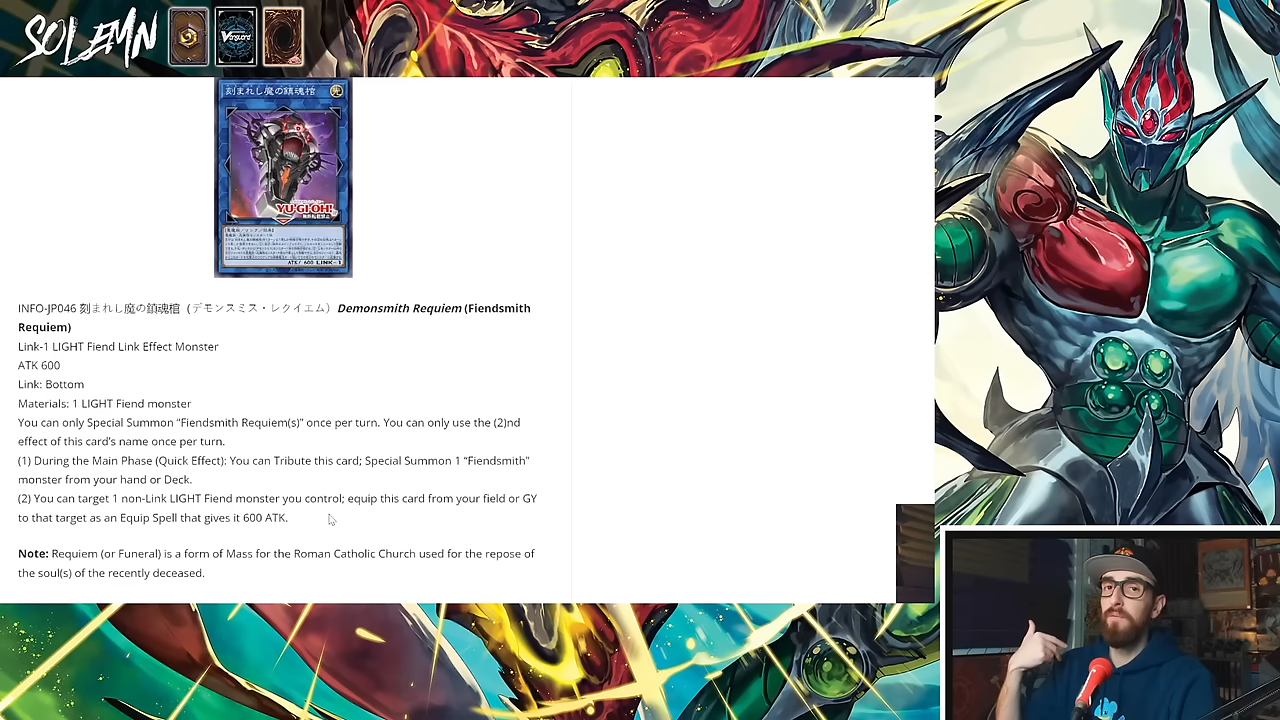 SOLEMN
VANGUARD
刻まれし魔の鎮魂棺
YU-GI-OH!
ATK/ 600 LINK-1
INFO-JP046 刻まれし魔の鎮魂棺（デモンスミス・レクイエム）Demonsmith Requiem (Fiendsmith
Requiem)
Link-1 LIGHT Fiend Link Effect Monster
ATK 600
Link: Bottom
Materials: 1 LIGHT Fiend monster
You can only Special Summon “Fiendsmith Requiem(s)” once per turn. You can only use the (2)nd
effect of this card’s name once per turn.
(1) During the Main Phase (Quick Effect): You can Tribute this card; Special Summon 1 “Fiendsmith”
monster from your hand or Deck.
(2) You can target 1 non-Link LIGHT Fiend monster you control; equip this card from your field or GY
to that target as an Equip Spell that gives it 600 ATK.
Note: Requiem (or Funeral) is a form of Mass for the Roman Catholic Church used for the repose of
the soul(s) of the recently deceased.